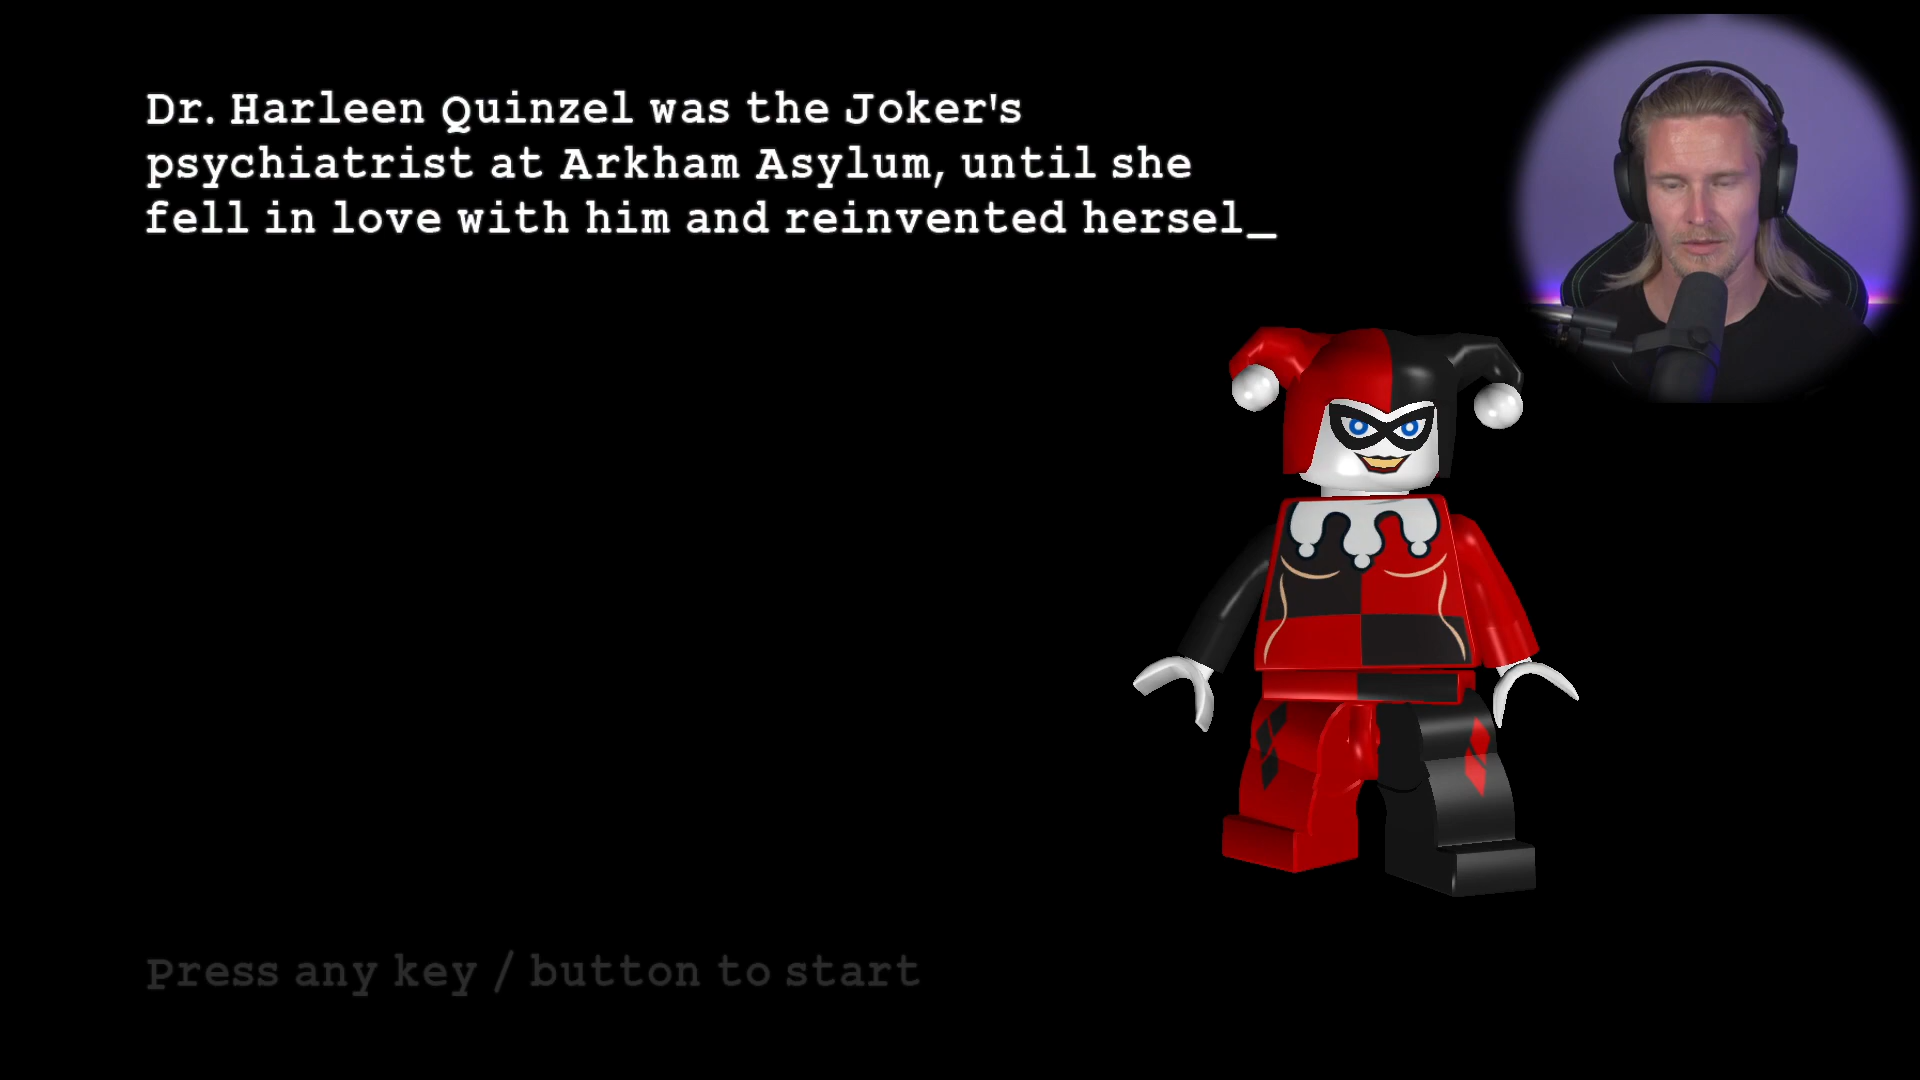 Dr. Harleen Quinzel was the Joker's
psychiatrist at Arkham Asylum, until she
fell in love with him and reinvented hersel_
Press any key / button to start